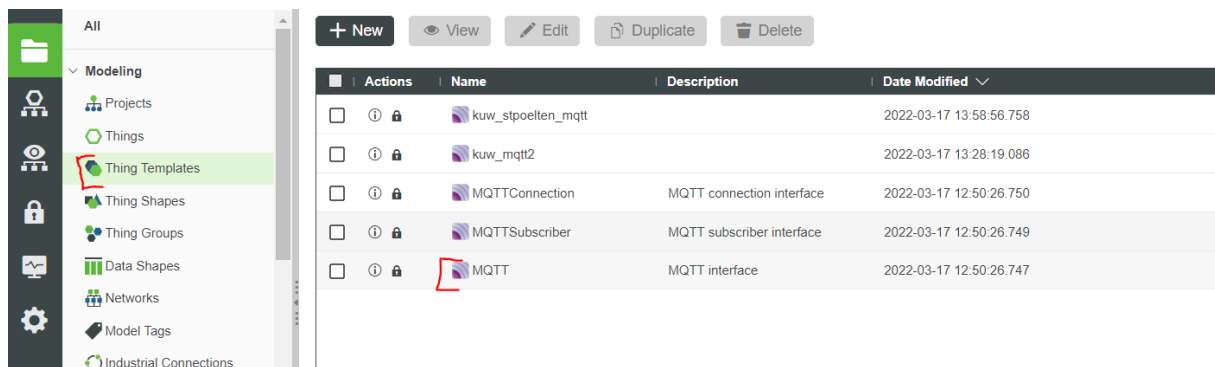 All
Modeling
Projects
Things
Thing Templates
Thing Shapes
Thing Groups
Data Shapes
Networks
Model Tags
Industrial Connections
New View Edit Duplicate Delete
Actions Name Description Date Modified
kuw_stpoelten_mqtt 2022-03-17 13:58:56.758
kuw_mqtt2 2022-03-17 13:28:19.086
MQTTConnection MQTT connection interface 2022-03-17 12:50:26.750
MQTTSubscriber MQTT subscriber interface 2022-03-17 12:50:26.749
MQTT MQTT interface 2022-03-17 12:50:26.747